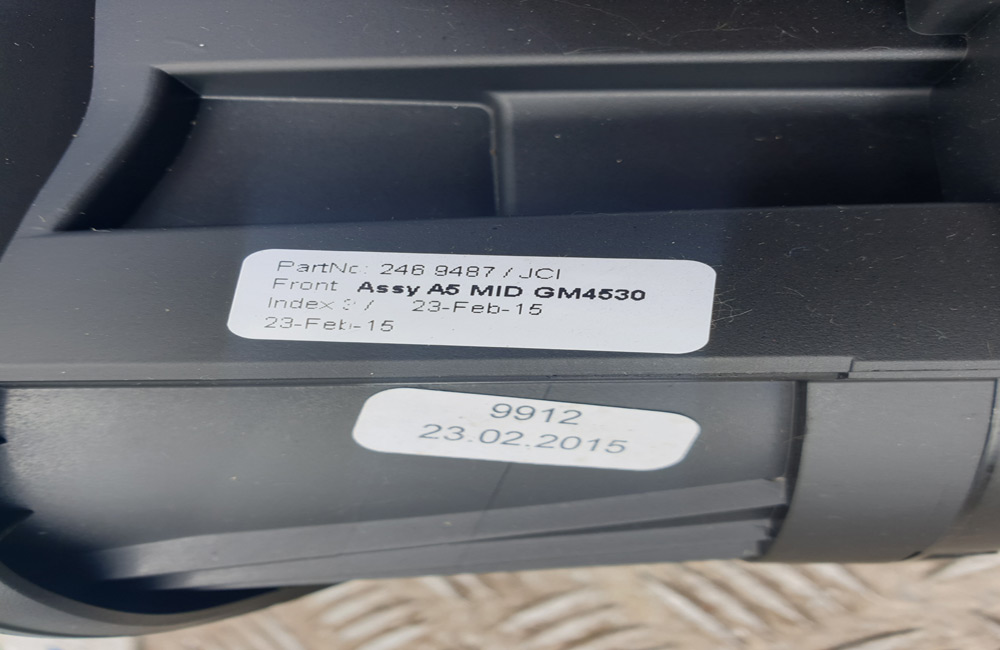 PartNo: 246 9487 / JCI
Front Assy A5 MID GM4530
Index / 23-Feb-15
23-Feb-15
9912
23.02.2015